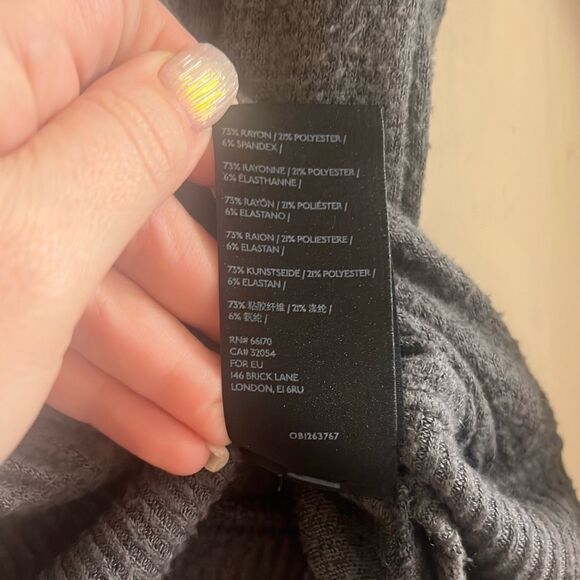 73% RAYON / 21% POLYESTER /
6% SPANDEX /
73% RAYONNE / 21% POLYESTER /
6% ÉLASTHANNE /
73% RAYÓN / 21% POLIÉSTER /
6% ELASTANO /
73% RAION / 21% POLIESTERE /
6% ELASTAN /
73% KUNSTSEIDE / 21% POLYESTER /
6% ELASTAN /
73% 粘胶纤维 / 21% 涤纶 /
6% 氨纶 /
RN# 66170
CA# 32054
FOR EU
146 BRICK LANE
LONDON, E1 6RU
OB1263767